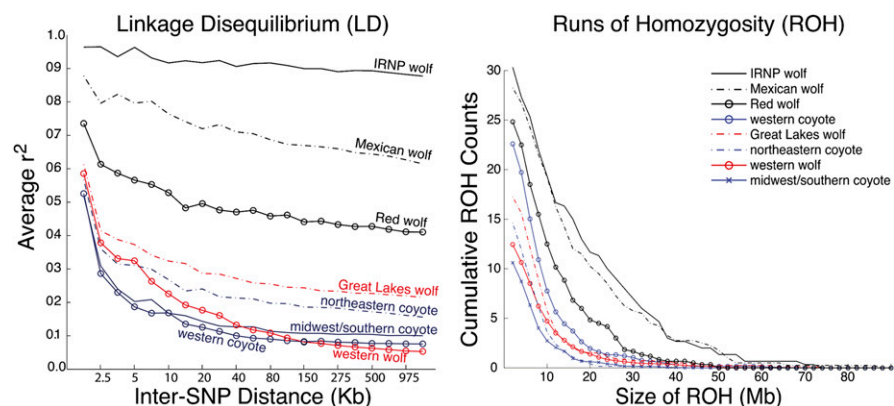 Linkage Disequilibrium (LD)
1.0
0.9
0.8
0.7
0.6
0.5
0.4
0.3
0.2
0.1
0.0
Average r2
IRNP wolf
Mexican wolf
Red wolf
Great Lakes wolf
northeastern coyote
midwest/southern coyote
western coyote
western wolf
2.5 5 10 20 40 80 150 275 500 975
Inter-SNP Distance (Kb)
Runs of Homozygosity (ROH)
30
25
20
15
10
5
0
Cumulative ROH Counts
IRNP wolf
Mexican wolf
Red wolf
western coyote
Great Lakes wolf
northeastern coyote
western wolf
midwest/southern coyote
10 20 30 40 50 60 70 80
Size of ROH (Mb)